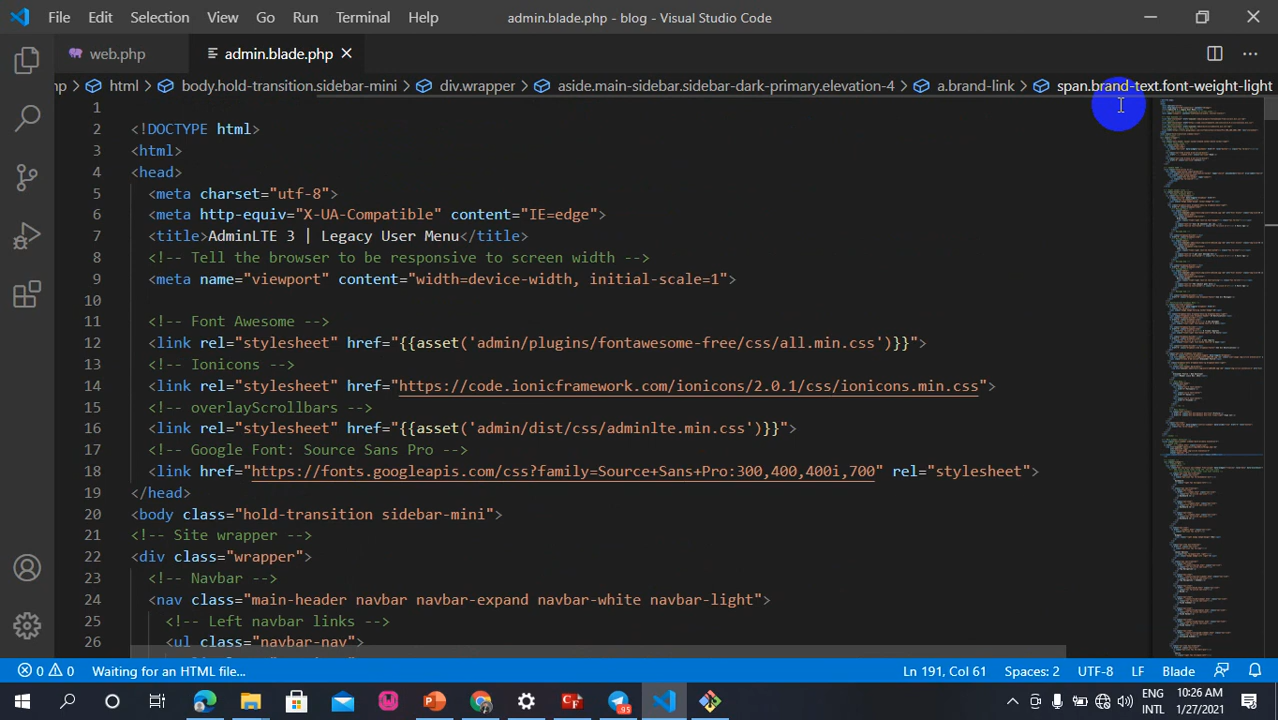 File Edit Selection View Go Run Terminal Help admin.blade.php - blog - Visual Studio Code
web.php admin.blade.php
hp > html > body.hold-transition.sidebar-mini > div.wrapper > aside.main-sidebar.sidebar-dark-primary.elevation-4 > a.brand-link > span.brand-text.font-weight-light
1
2 <!DOCTYPE html>
3 <html>
4 <head>
5 <meta charset="utf-8">
6 <meta http-equiv="X-UA-Compatible" content="IE=edge">
7 <title>AdminLTE 3 | Legacy User Menu</title>
8 <!-- Tell the browser to be responsive to screen width -->
9 <meta name="viewport" content="width=device-width, initial-scale=1">
10
11 <!-- Font Awesome -->
12 <link rel="stylesheet" href="{{asset('admin/plugins/fontawesome-free/css/all.min.css')}}">
13 <!-- Ionicons -->
14 <link rel="stylesheet" href="https://code.ionicframework.com/ionicons/2.0.1/css/ionicons.min.css">
15 <!-- overlayScrollbars -->
16 <link rel="stylesheet" href="{{asset('admin/dist/css/adminlte.min.css')}}">
17 <!-- Google Font: Source Sans Pro -->
18 <link href="https://fonts.googleapis.com/css?family=Source+Sans+Pro:300,400,400i,700" rel="stylesheet">
19 </head>
20 <body class="hold-transition sidebar-mini">
21 <!-- Site wrapper -->
22 <div class="wrapper">
23 <!-- Navbar -->
24 <nav class="main-header navbar navbar-expand navbar-white navbar-light">
25 <!-- Left navbar links -->
26 <ul class="navbar-nav">
0 0 Waiting for an HTML file... Ln 191, Col 61 Spaces: 2 UTF-8 LF Blade
95 ENG 10:26 AM
INTL 1/27/2021